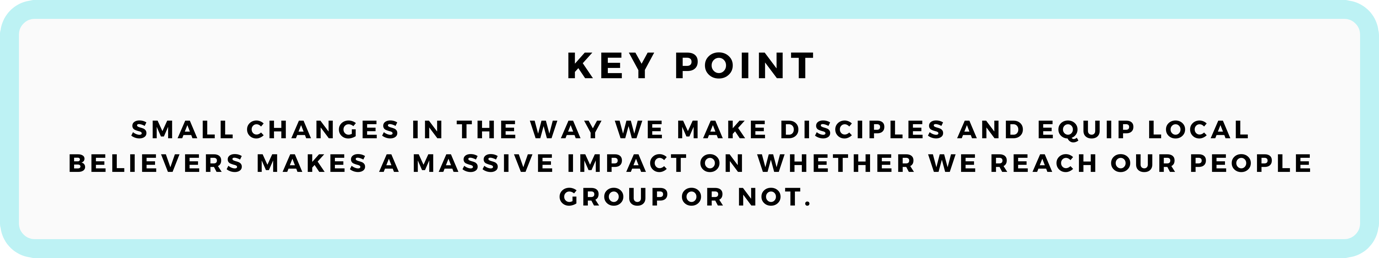 KEY POINT
SMALL CHANGES IN THE WAY WE MAKE DISCIPLES AND EQUIP LOCAL
BELIEVERS MAKES A MASSIVE IMPACT ON WHETHER WE REACH OUR PEOPLE
GROUP OR NOT.